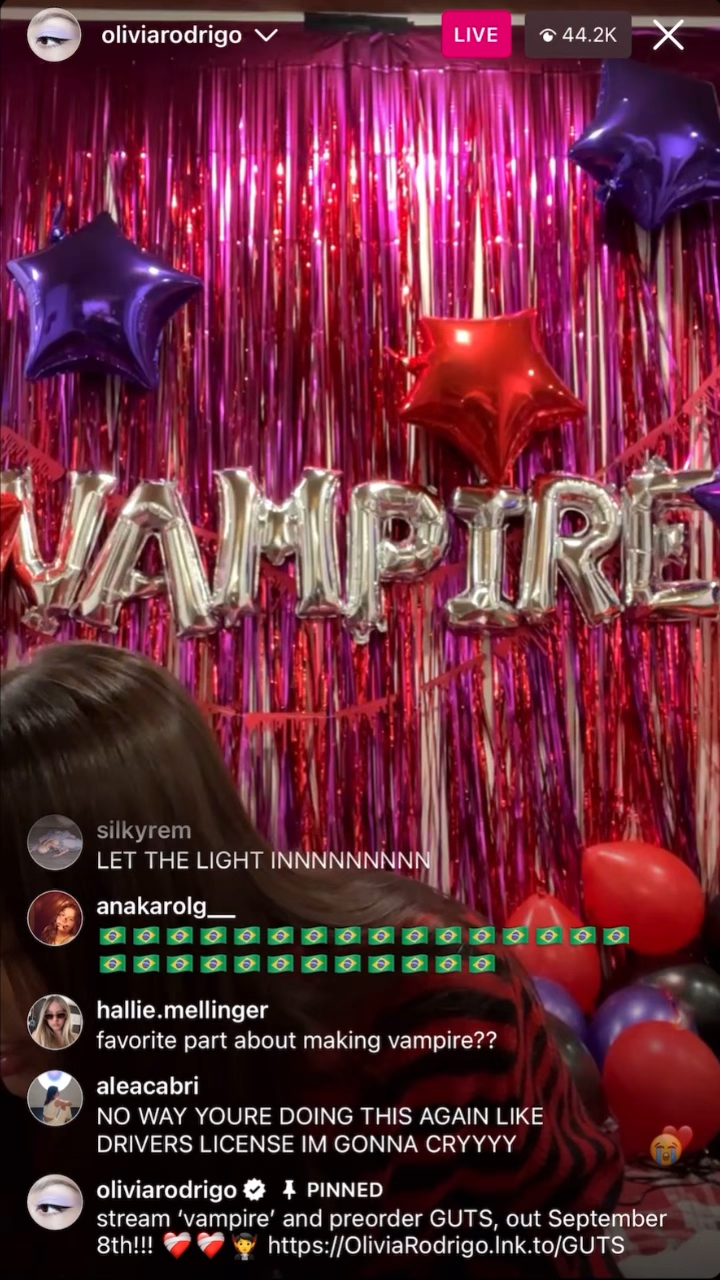 oliviarodrigo
LIVE
44.2K
VAMPIRE
silkyrem
LET THE LIGHT INNNNNNNNN
anakarolg__
🇧🇷🇧🇷🇧🇷🇧🇷🇧🇷🇧🇷🇧🇷🇧🇷🇧🇷🇧🇷🇧🇷🇧🇷🇧🇷🇧🇷🇧🇷🇧🇷
🇧🇷🇧🇷🇧🇷🇧🇷🇧🇷🇧🇷🇧🇷🇧🇷🇧🇷🇧🇷🇧🇷🇧🇷
hallie.mellinger
favorite part about making vampire??
aleacabri
NO WAY YOURE DOING THIS AGAIN LIKE
DRIVERS LICENSE IM GONNA CRYYYY
oliviarodrigo PINNED
stream ‘vampire’ and preorder GUTS, out September
8th!!! ❤️‍🩹❤️‍🩹🧝 https://OliviaRodrigo.lnk.to/GUTS